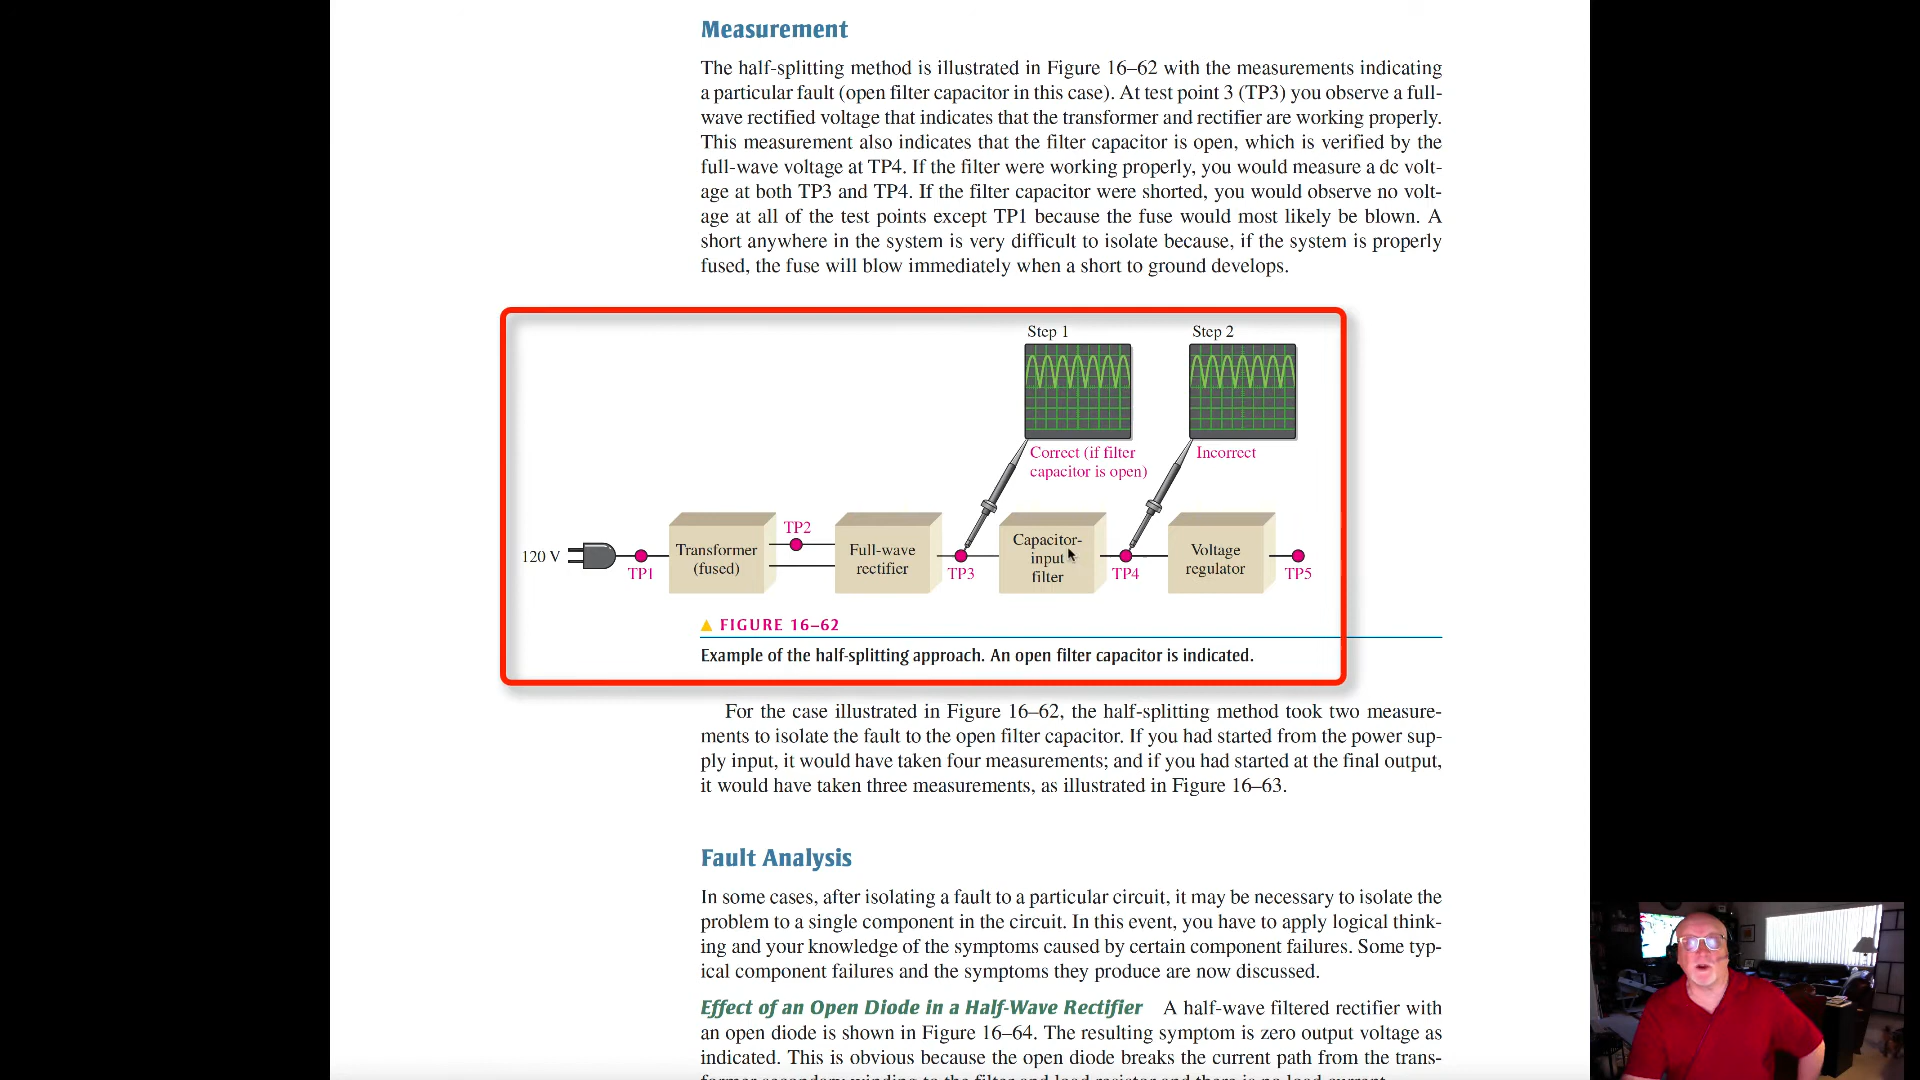 Measurement
The half-splitting method is illustrated in Figure 16–62 with the measurements indicating
a particular fault (open filter capacitor in this case). At test point 3 (TP3) you observe a full-
wave rectified voltage that indicates that the transformer and rectifier are working properly.
This measurement also indicates that the filter capacitor is open, which is verified by the
full-wave voltage at TP4. If the filter were working properly, you would measure a dc volt-
age at both TP3 and TP4. If the filter capacitor were shorted, you would observe no volt-
age at all of the test points except TP1 because the fuse would most likely be blown. A
short anywhere in the system is very difficult to isolate because, if the system is properly
fused, the fuse will blow immediately when a short to ground develops.
Step 1
Step 2
Correct (if filter
capacitor is open)
Incorrect
120 V
TP1
Transformer
(fused)
TP2
Full-wave
rectifier
TP3
Capacitor-
input
filter
TP4
Voltage
regulator
TP5
FIGURE 16–62
Example of the half-splitting approach. An open filter capacitor is indicated.
For the case illustrated in Figure 16–62, the half-splitting method took two measure-
ments to isolate the fault to the open filter capacitor. If you had started from the power sup-
ply input, it would have taken four measurements; and if you had started at the final output,
it would have taken three measurements, as illustrated in Figure 16–63.
Fault Analysis
In some cases, after isolating a fault to a particular circuit, it may be necessary to isolate the
problem to a single component in the circuit. In this event, you have to apply logical think-
ing and your knowledge of the symptoms caused by certain component failures. Some typ-
ical component failures and the symptoms they produce are now discussed.
Effect of an Open Diode in a Half-Wave Rectifier A half-wave filtered rectifier with
an open diode is shown in Figure 16–64. The resulting symptom is zero output voltage as
indicated. This is obvious because the open diode breaks the current path from the trans-
former secondary winding to the filter and load resistor and there is no load current.